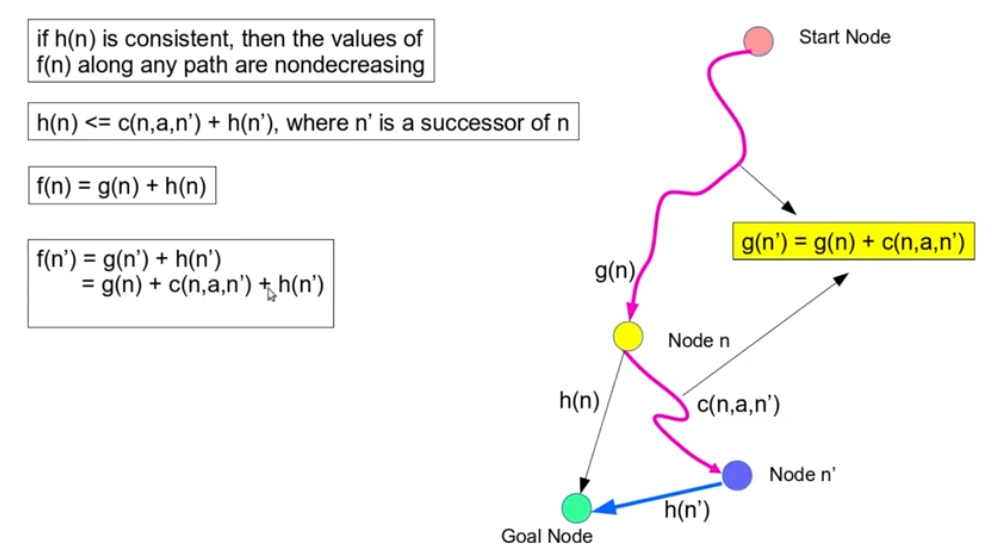 if h(n) is consistent, then the values of
f(n) along any path are nondecreasing
h(n) <= c(n,a,n’) + h(n’), where n’ is a successor of n
f(n) = g(n) + h(n)
f(n’) = g(n’) + h(n’)
= g(n) + c(n,a,n’) + h(n’)
Start Node
g(n’) = g(n) + c(n,a,n’)
g(n)
Node n
h(n)
c(n,a,n’)
Node n’
h(n’)
Goal Node